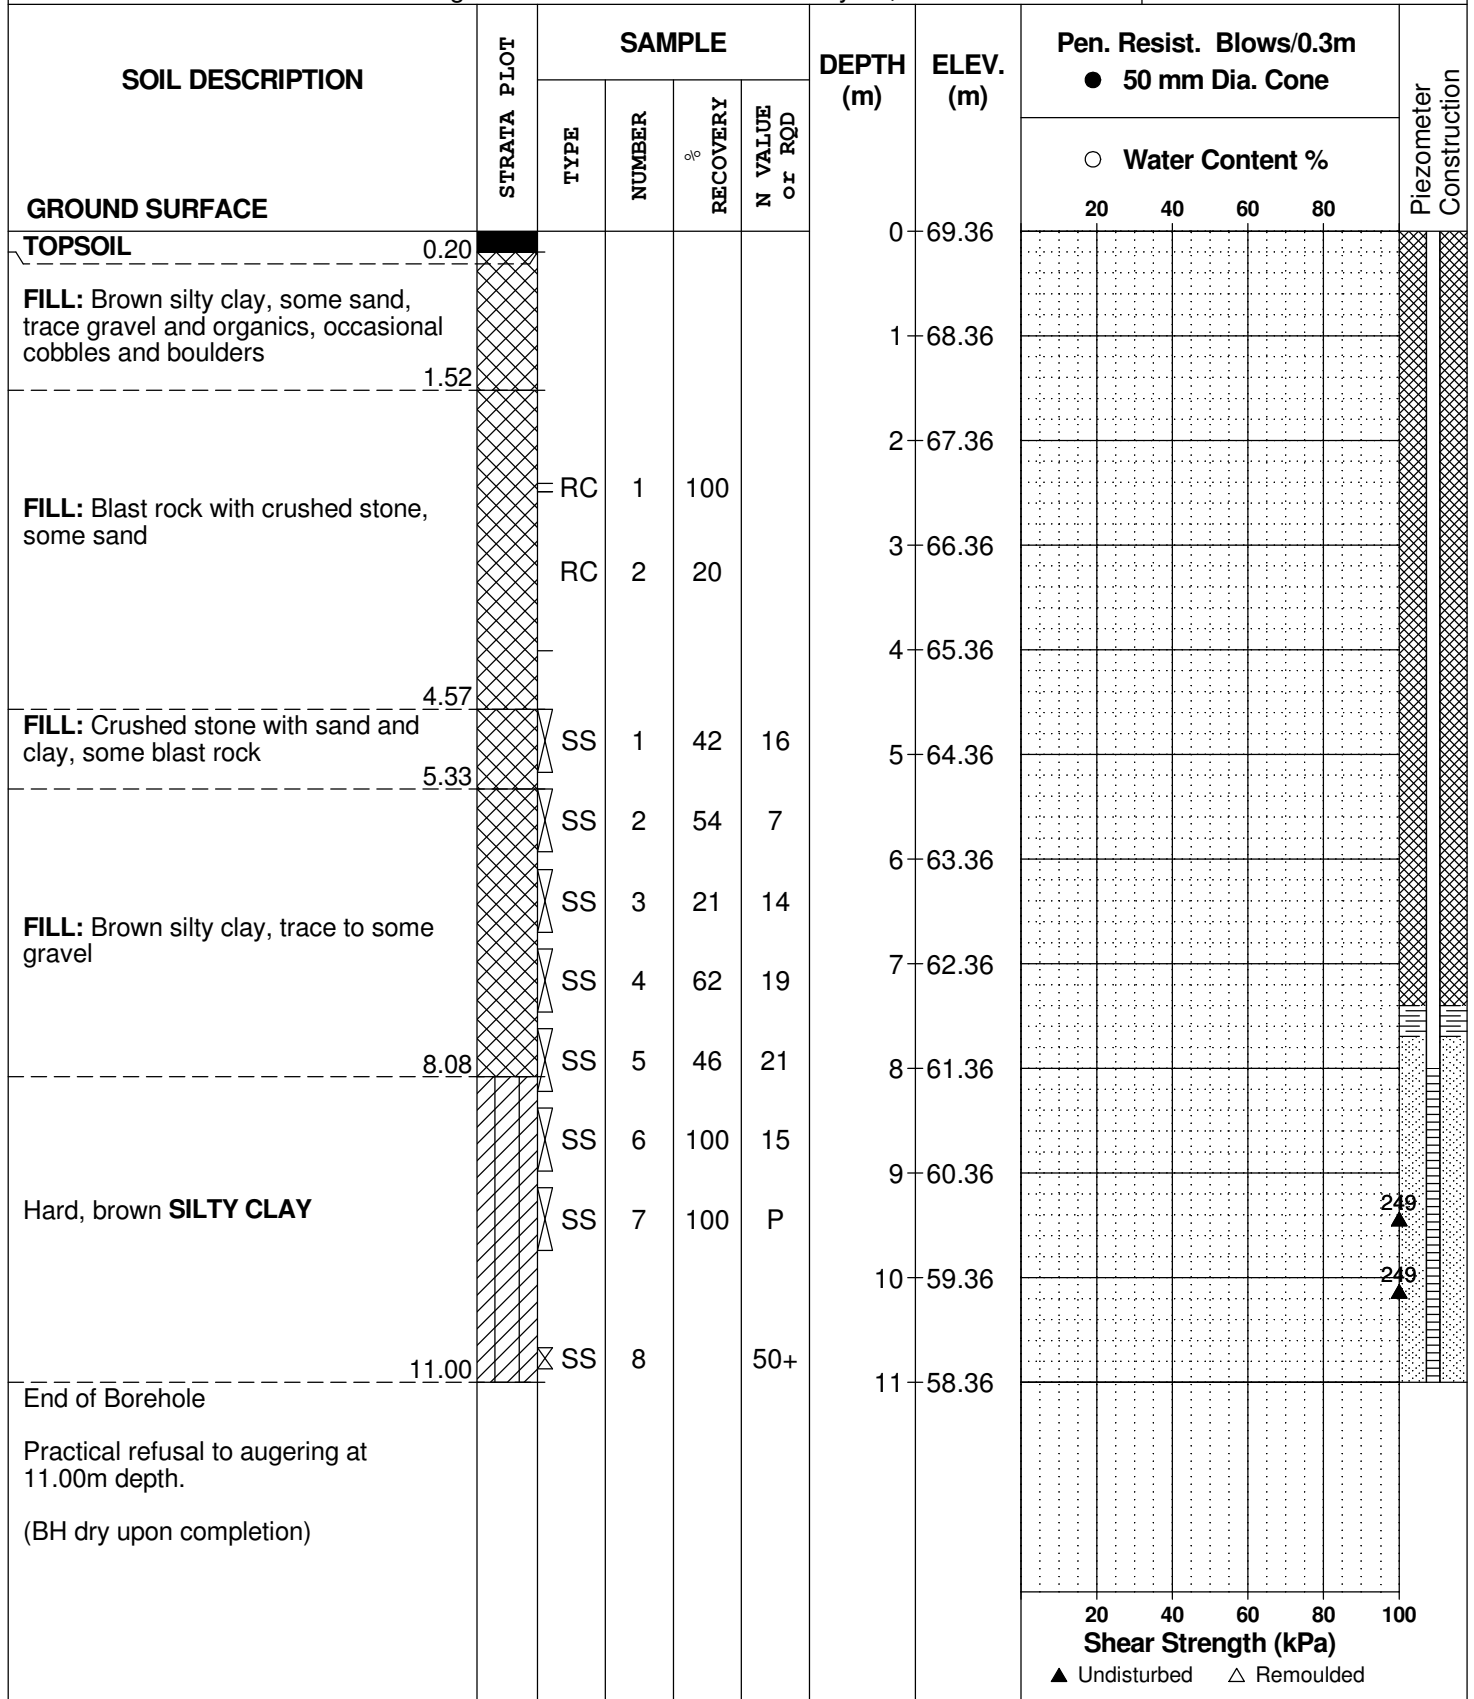 SOIL DESCRIPTION
GROUND SURFACE
STRATA PLOT
SAMPLE
TYPE
NUMBER
%
RECOVERY
N VALUE
or RQD
DEPTH
(m)
ELEV.
(m)
Pen. Resist. Blows/0.3m
● 50 mm Dia. Cone
○ Water Content %
20 40 60 80
Piezometer
Construction
0 69.36
TOPSOIL 0.20
FILL: Brown silty clay, some sand,
trace gravel and organics, occasional
cobbles and boulders
1 68.36
1.52
2 67.36
RC 1 100
FILL: Blast rock with crushed stone,
some sand
3 66.36
RC 2 20
4 65.36
4.57
FILL: Crushed stone with sand and
clay, some blast rock
SS 1 42 16
5 64.36
5.33
SS 2 54 7
6 63.36
SS 3 21 14
FILL: Brown silty clay, trace to some
gravel
7 62.36
SS 4 62 19
8.08
SS 5 46 21
8 61.36
SS 6 100 15
9 60.36
Hard, brown SILTY CLAY
249
SS 7 100 P
10 59.36
249
SS 8 50+
11.00
11 58.36
End of Borehole
Practical refusal to augering at
11.00m depth.
(BH dry upon completion)
20 40 60 80 100
Shear Strength (kPa)
▲ Undisturbed △ Remoulded